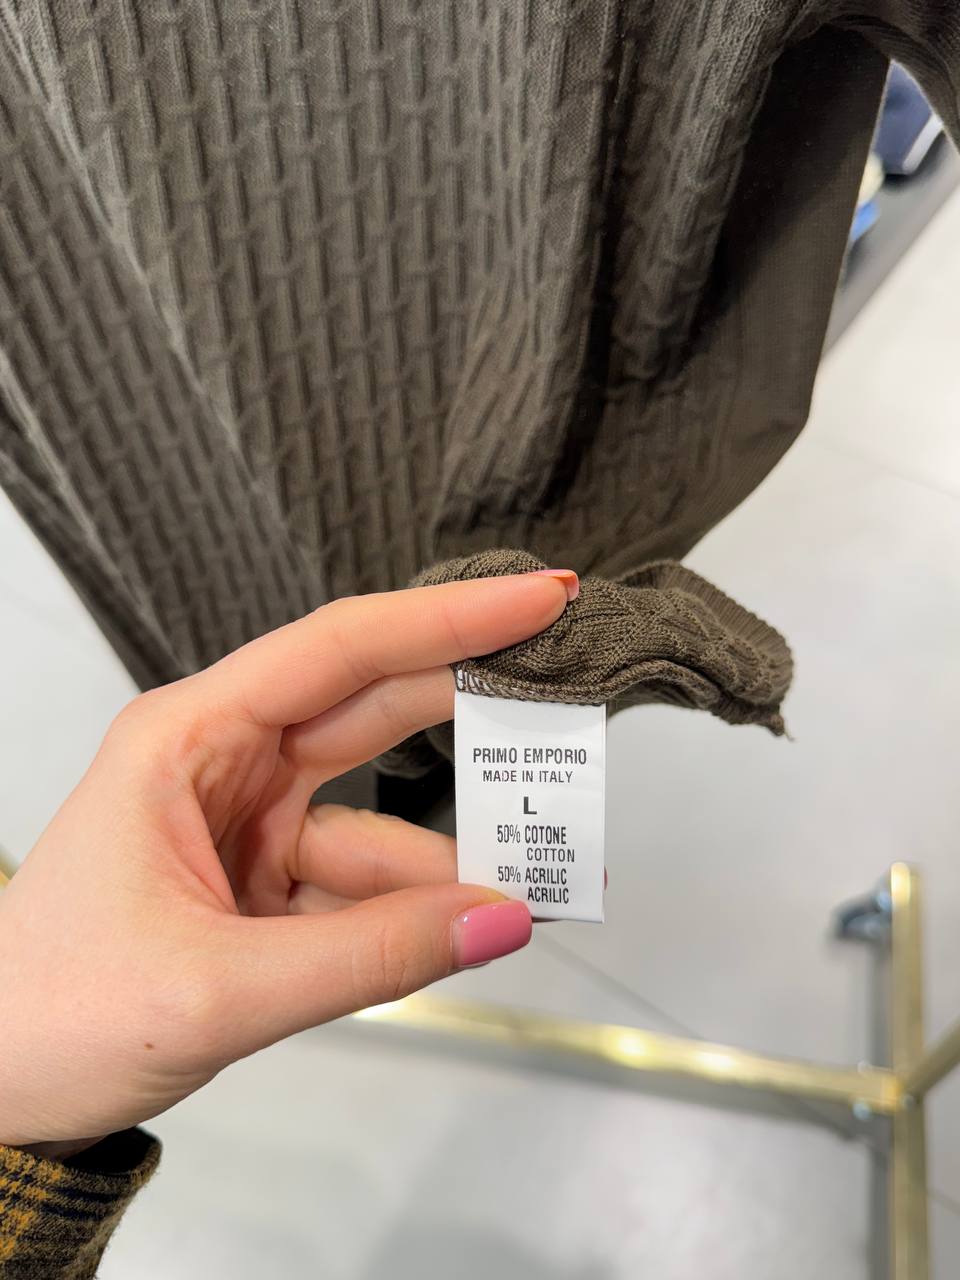 PRIMO EMPORIO
MADE IN ITALY
L
50% COTONE
COTTON
50% ACRILIC
ACRILIC